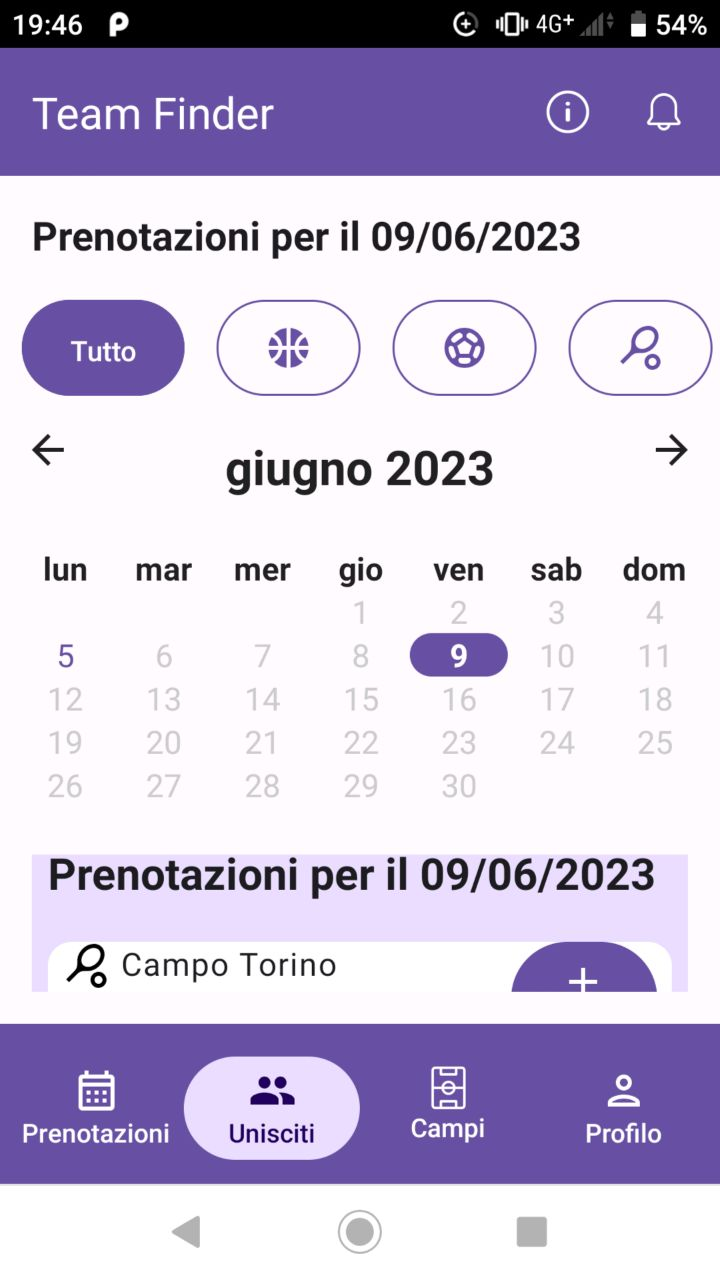 19:46 4G+ 54%
Team Finder
Prenotazioni per il 09/06/2023
Tutto
giugno 2023
lun mar mer gio ven sab dom
1 2 3 4
5 6 7 8 9 10 11
12 13 14 15 16 17 18
19 20 21 22 23 24 25
26 27 28 29 30
Prenotazioni per il 09/06/2023
Campo Torino
+
Prenotazioni Unisciti Campi Profilo